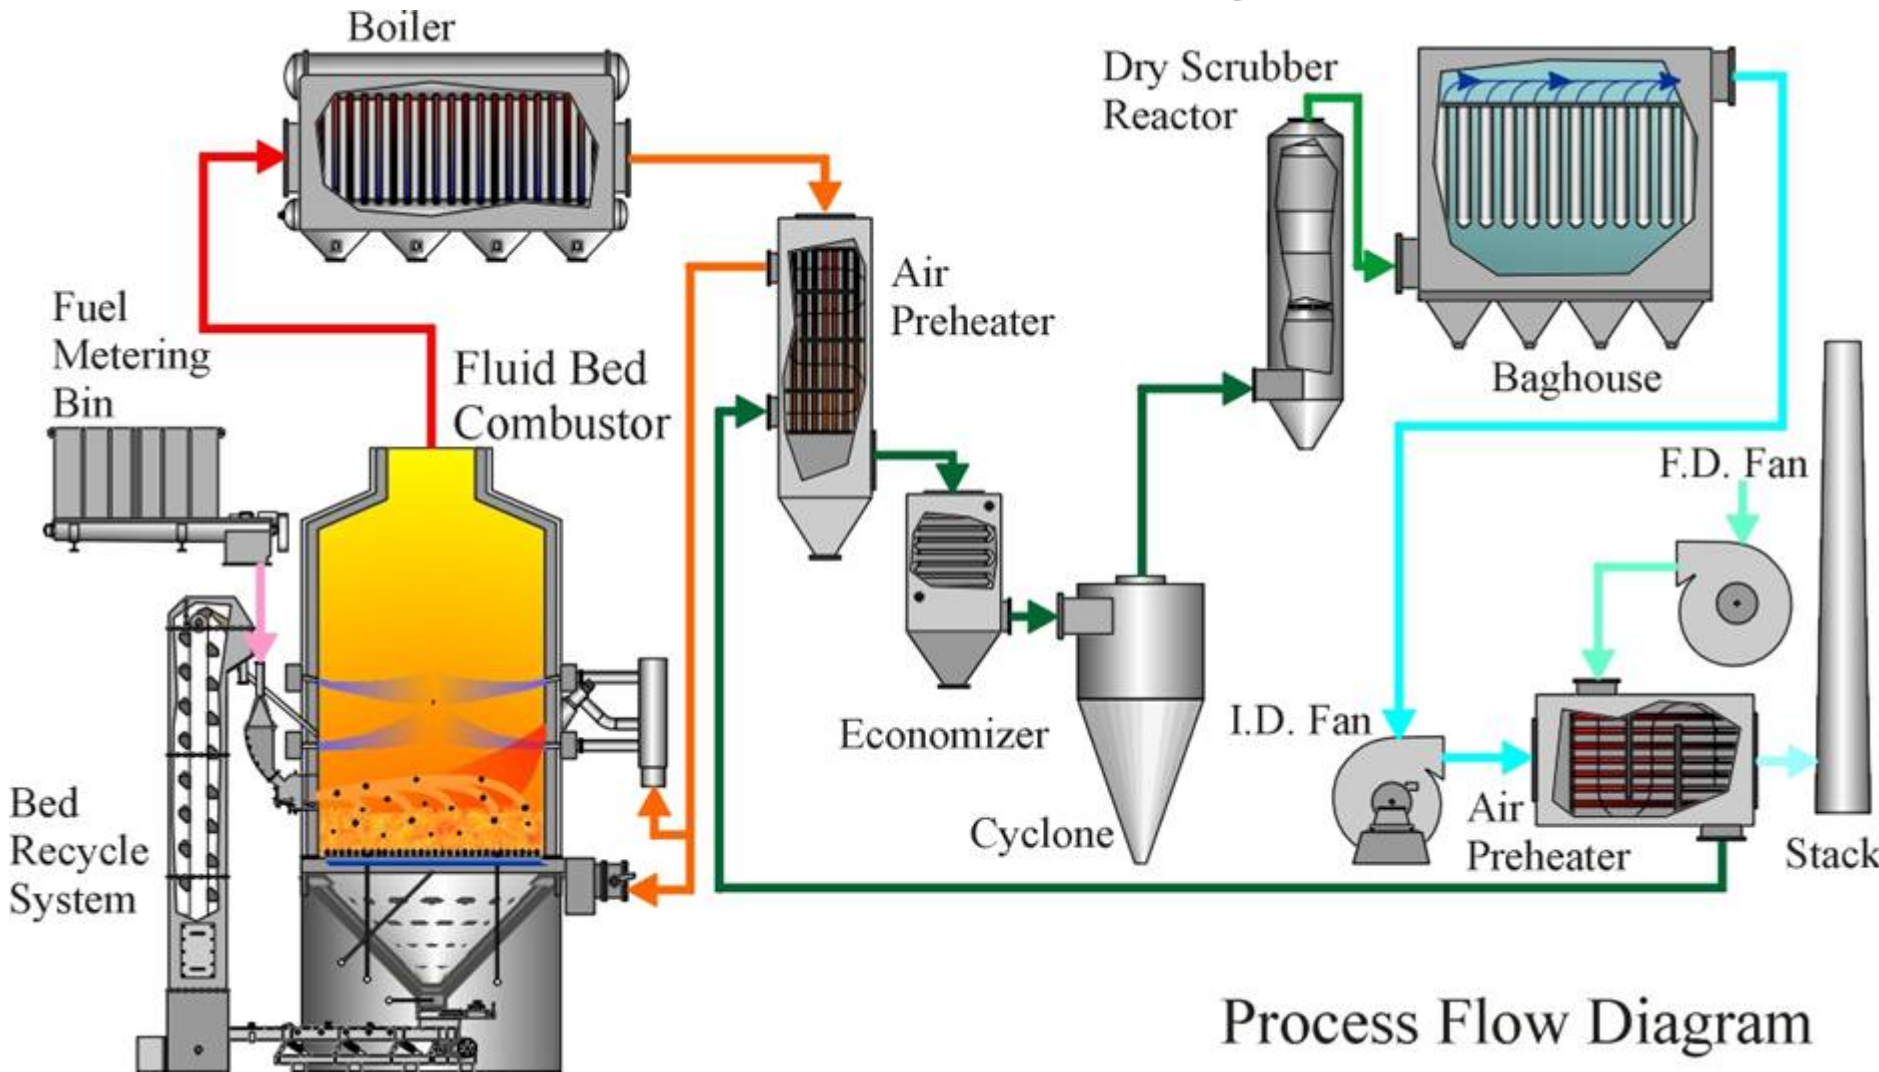 Boiler
Dry Scrubber
Reactor
Air
Preheater
Fuel
Metering
Bin
Fluid Bed
Combustor
Baghouse
F.D. Fan
Economizer
I.D. Fan
Bed
Recycle
System
Cyclone
Air
Preheater
Stack
Process Flow Diagram